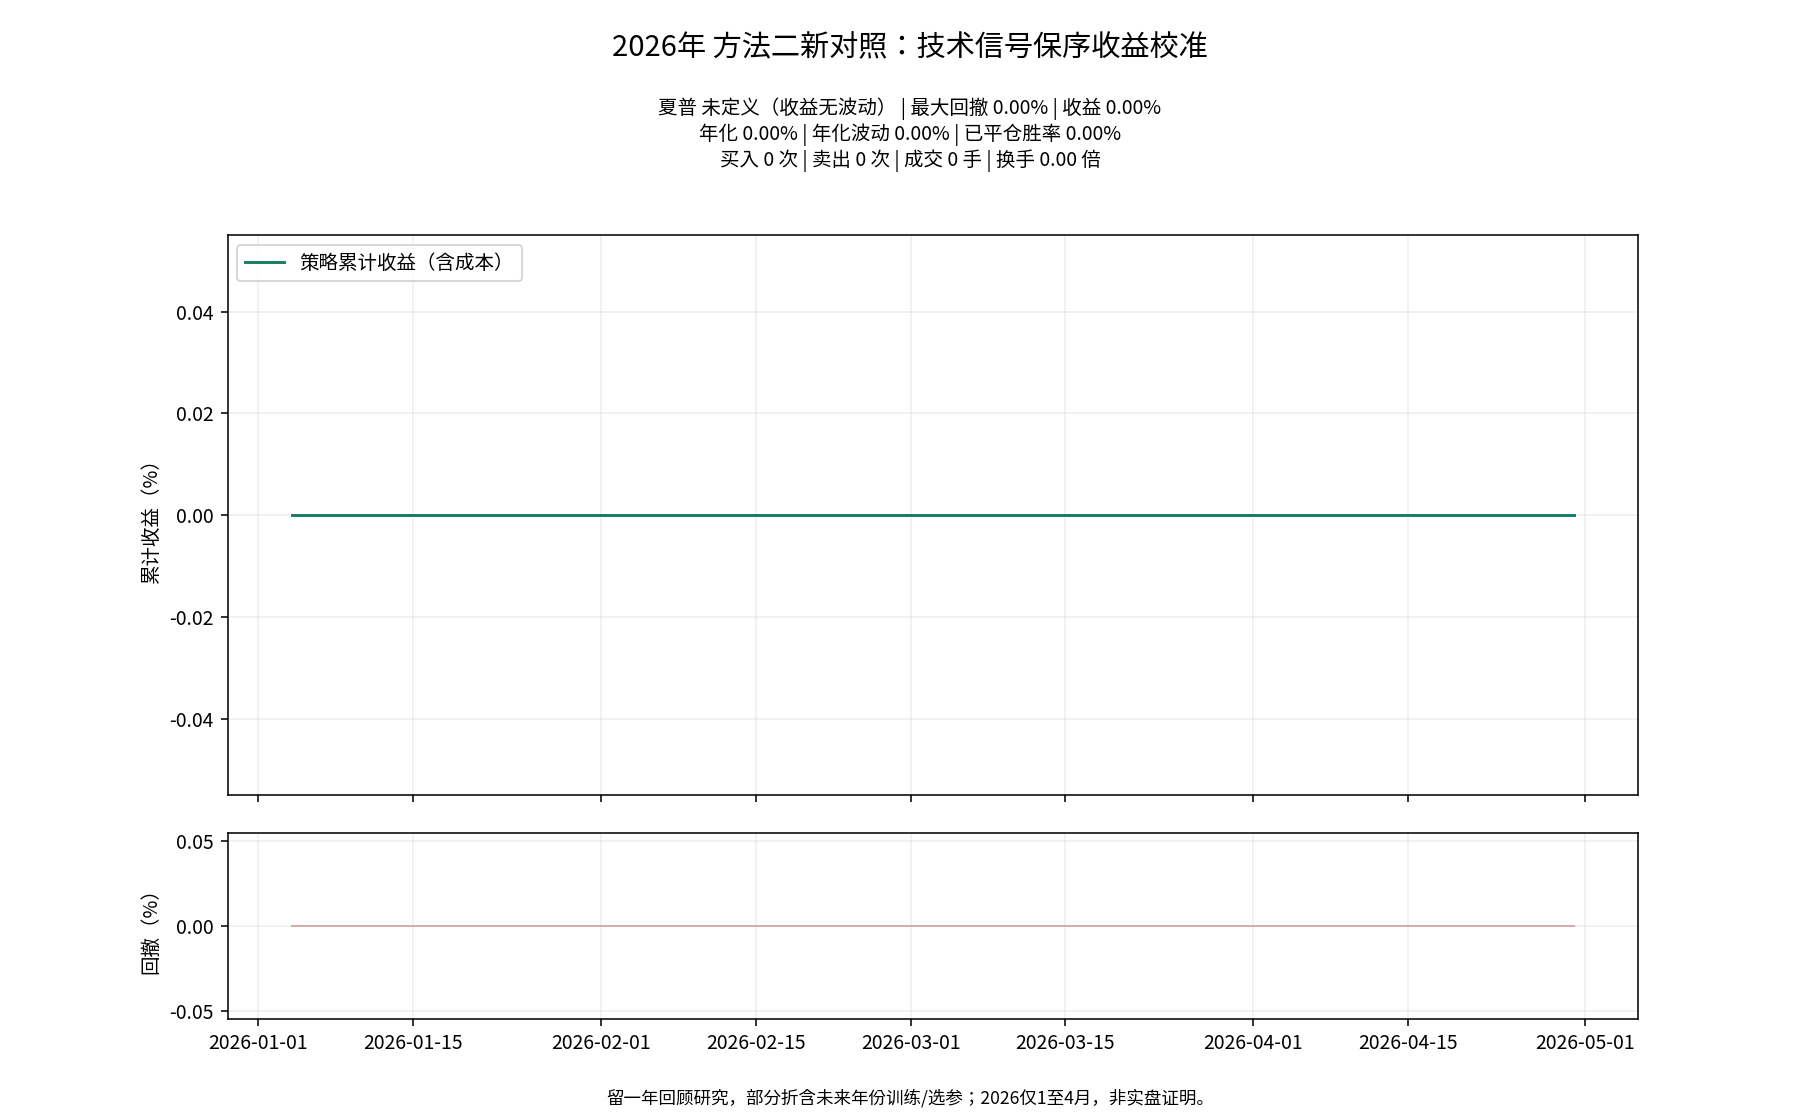 2026年 方法二新对照：技术信号保序收益校准
夏普 未定义（收益无波动） | 最大回撤 0.00% | 收益 0.00%
年化 0.00% | 年化波动 0.00% | 已平仓胜率 0.00%
买入 0 次 | 卖出 0 次 | 成交 0 手 | 换手 0.00 倍
策略累计收益（含成本）
累计收益（%）
0.04
0.02
0.00
-0.02
-0.04
回撤（%）
0.05
0.00
-0.05
2026-01-01 2026-01-15 2026-02-01 2026-02-15 2026-03-01 2026-03-15 2026-04-01 2026-04-15 2026-05-01
留一年回顾研究，部分折含未来年份训练/选参；2026仅1至4月，非实盘证明。